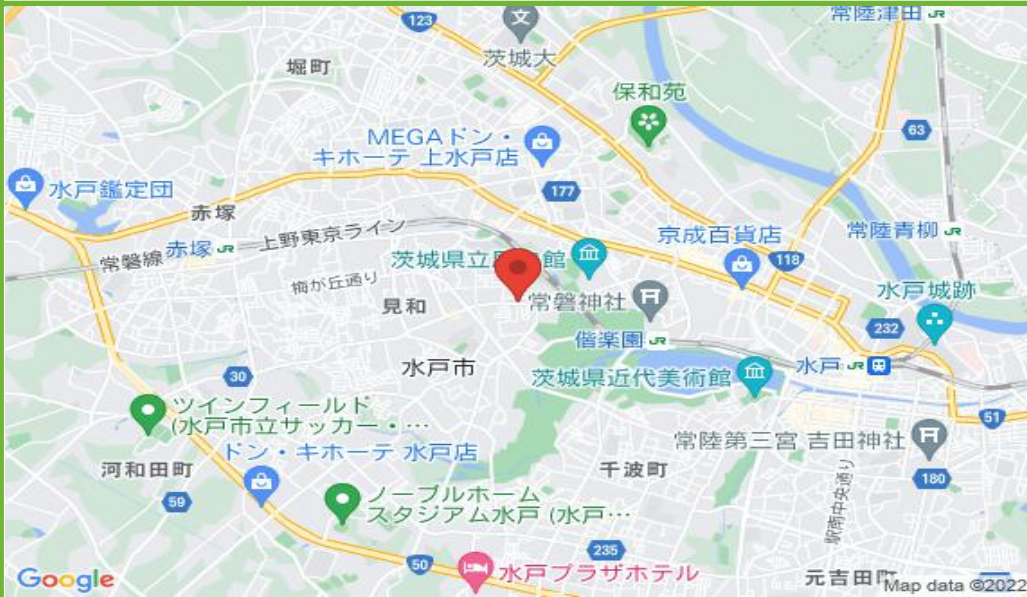 常陸津田 JR
123
文
茨城大
堀町
保和苑
63
MEGAドン・
キホーテ 上水戸店
177
水戸鑑定団
赤塚
上野東京ライン
赤塚 JR
常磐線
京成百貨店
常陸青柳 JR
118
茨城県立
館
梅が丘通り
見和
常磐神社
水戸城跡
232
偕楽園 JR
水戸市
水戸 JR
茨城県近代美術館
30
51
ツインフィールド
(水戸市立サッカー・…
ドン・キホーテ 水戸店
常陸第三宮 吉田神社
河和田町
千波町
180
59
駅南中央通り
ノーブルホーム
スタジアム水戸 (水戸…
235
50
水戸プラザホテル
元吉田町
Google
Map data ©2022